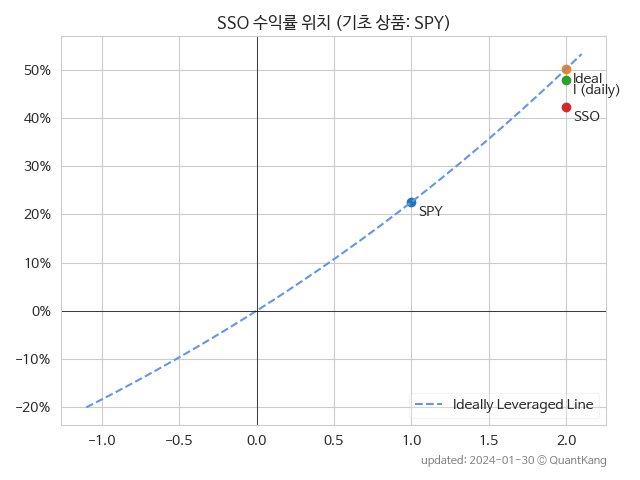 SSO 수익률 위치 (기초 상품: SPY)
50%
40%
30%
20%
10%
0%
−10%
−20%
Ideal
I (daily)
SSO
SPY
Ideally Leveraged Line
−1.0 −0.5 0.0 0.5 1.0 1.5 2.0
updated: 2024-01-30 © QuantKang